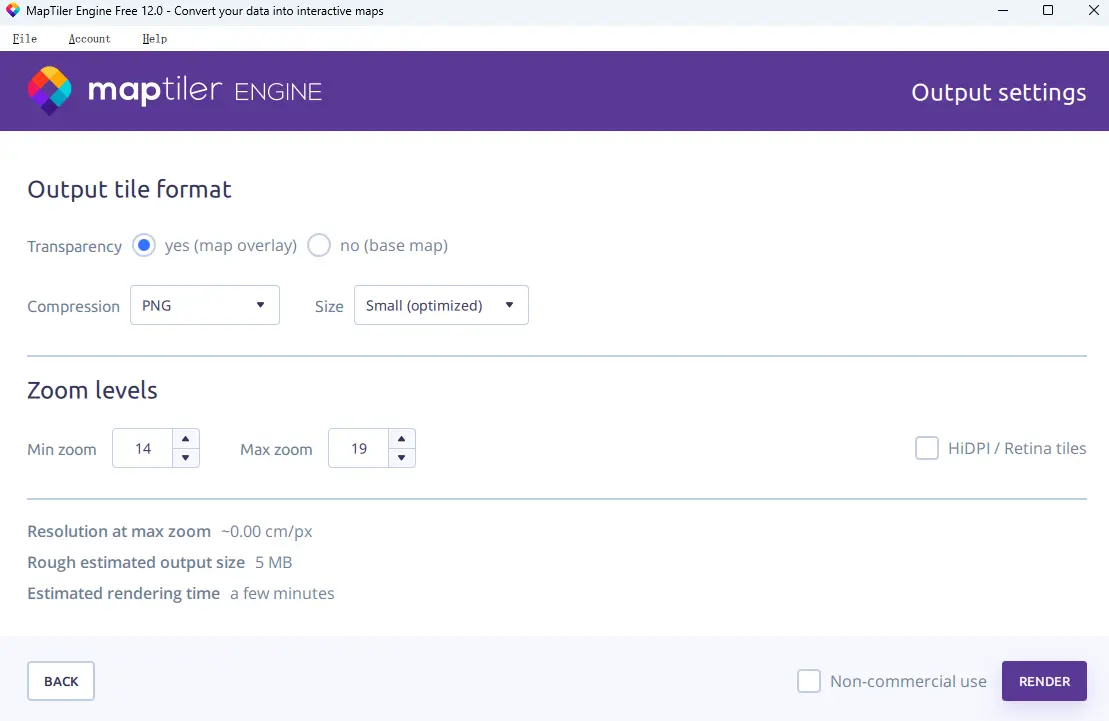 MapTiler Engine Free 12.0 - Convert your data into interactive maps
File Account Help
maptiler ENGINE Output settings
Output tile format
Transparency yes (map overlay) no (base map)
Compression PNG Size Small (optimized)
Zoom levels
Min zoom 14 Max zoom 19 HiDPI / Retina tiles
Resolution at max zoom ~0.00 cm/px
Rough estimated output size 5 MB
Estimated rendering time a few minutes
BACK Non-commercial use RENDER